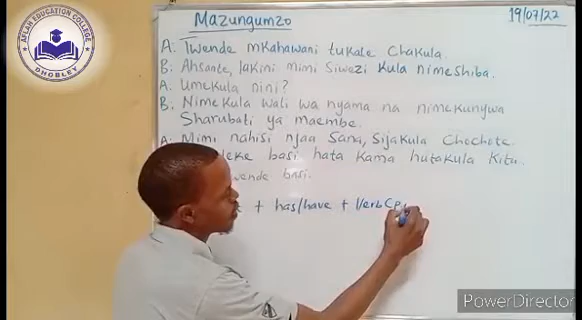 AFLAH EDUCATION COLLEGE
DHOBLEY
Mazungumzo
19/07/22
A: Twende mkahawani tukale Chakula.
B: Ahsante, lakini mimi siwezi kula nimeshiba.
A: Umekula nini?
B: Nimekula wali wa nyama na nimekunywa
Sharubati ya maembe.
A: Mimi nahisi njaa Sana, Sijakula Chochote.
basi hata kama hutakula kitu.
wende basi.
+ has/have + Verb(P
PowerDirector